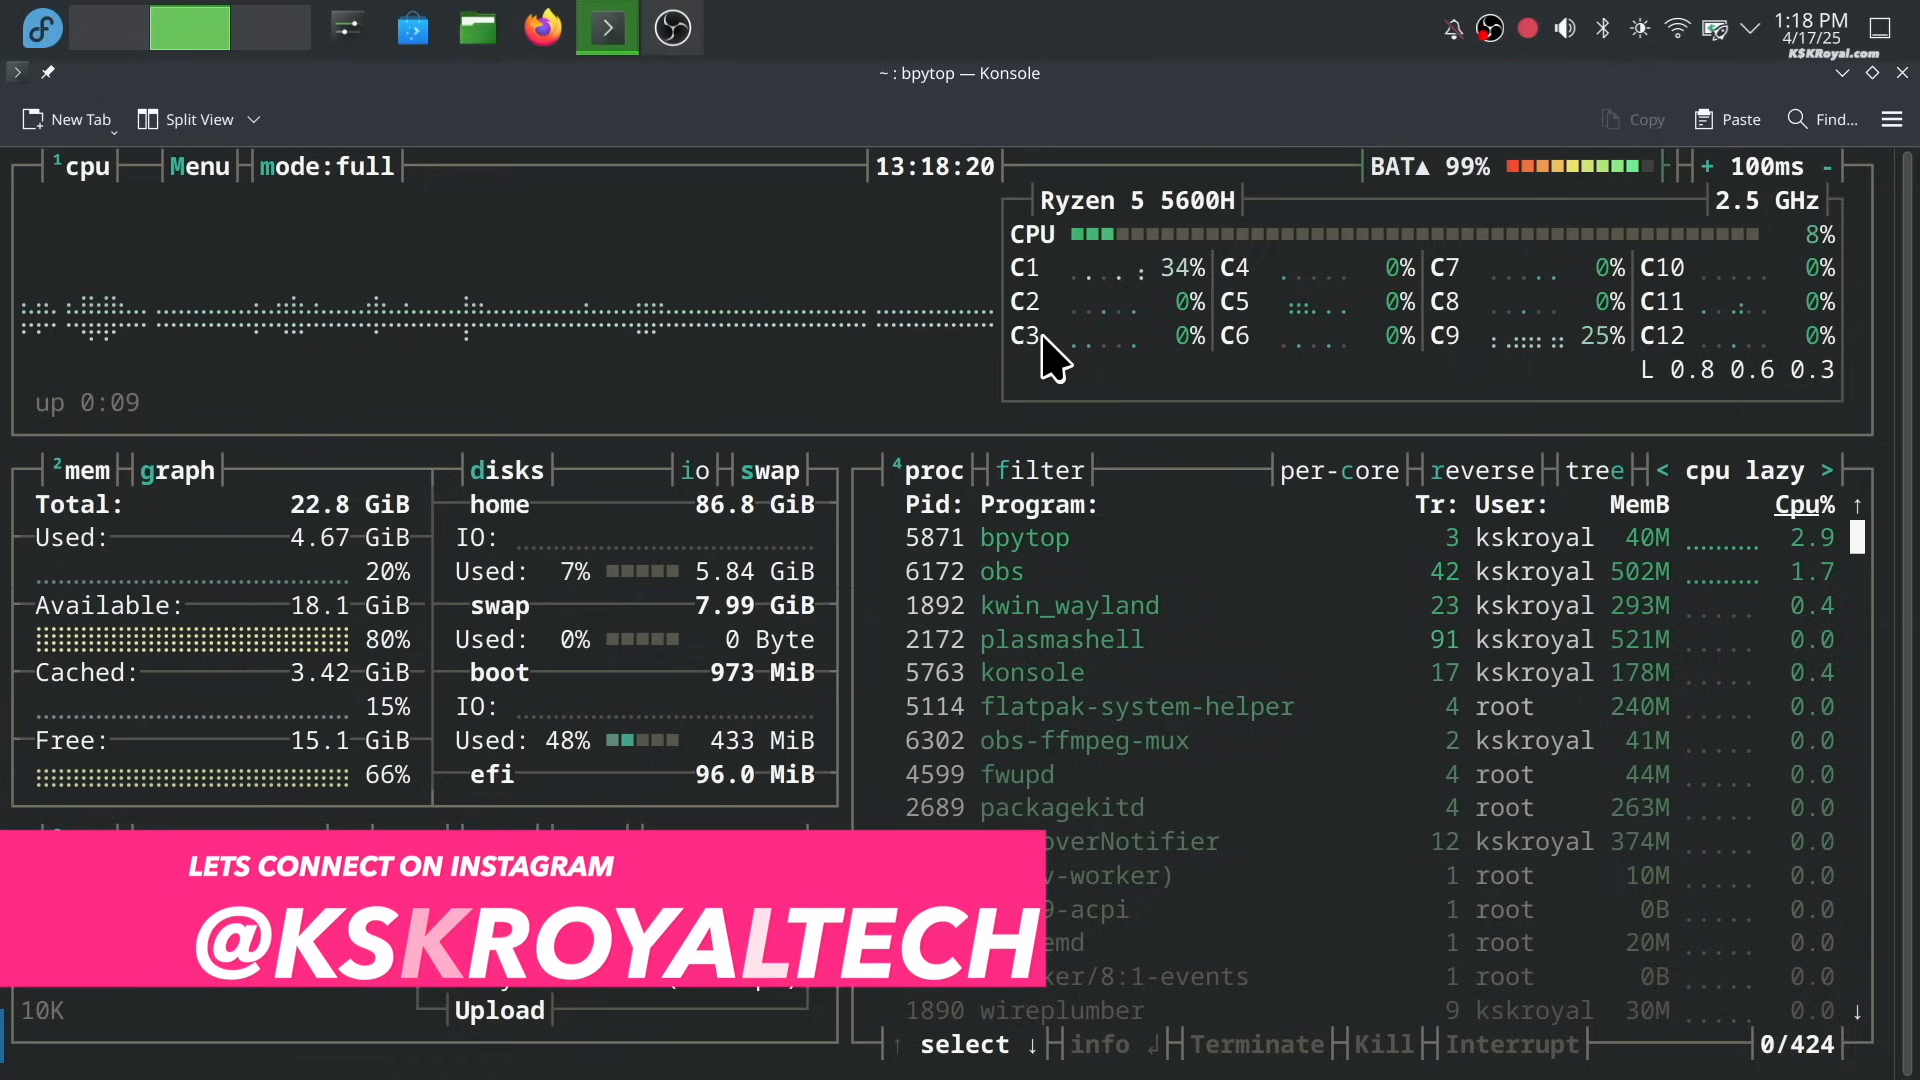 1:18 PM
4/17/25
K$KRoyal.com
~ : bpytop — Konsole
New Tab Split View Copy Paste Find...
1cpu Menu mode:full 13:18:20 BAT▲ 99% + 100ms -
Ryzen 5 5600H 2.5 GHz
CPU 8%
C1 34% C4 0% C7 0% C10 0%
C2 0% C5 0% C8 0% C11 0%
C3 0% C6 0% C9 25% C12 0%
L 0.8 0.6 0.3
up 0:09
2mem graph disks io swap
Total: 22.8 GiB home 86.8 GiB
Used: 4.67 GiB IO:
20% Used: 7% 5.84 GiB
Available: 18.1 GiB swap 7.99 GiB
80% Used: 0% 0 Byte
Cached: 3.42 GiB boot 973 MiB
15% IO:
Free: 15.1 GiB Used: 48% 433 MiB
66% efi 96.0 MiB
4proc filter per-core reverse tree < cpu lazy >
Pid: Program: Tr: User: MemB Cpu% ↑
5871 bpytop 3 kskroyal 40M 2.9
6172 obs 42 kskroyal 502M 1.7
1892 kwin_wayland 23 kskroyal 293M 0.4
2172 plasmashell 91 kskroyal 521M 0.0
5763 konsole 17 kskroyal 178M 0.4
5114 flatpak-system-helper 4 root 240M 0.0
6302 obs-ffmpeg-mux 2 kskroyal 41M 0.0
4599 fwupd 4 root 44M 0.0
2689 packagekitd 4 root 263M 0.0
overNotifier 12 kskroyal 374M 0.0
v-worker) 1 root 10M 0.0
9-acpi 1 root 0B 0.0
emd 1 root 20M 0.0
ker/8:1-events 1 root 0B 0.0
1890 wireplumber 9 kskroyal 30M 0.0 ↓
↑ select ↓ info ↲ Terminate Kill Interrupt 0/424
LETS CONNECT ON INSTAGRAM
@KSKROYALTECH
10K Upload